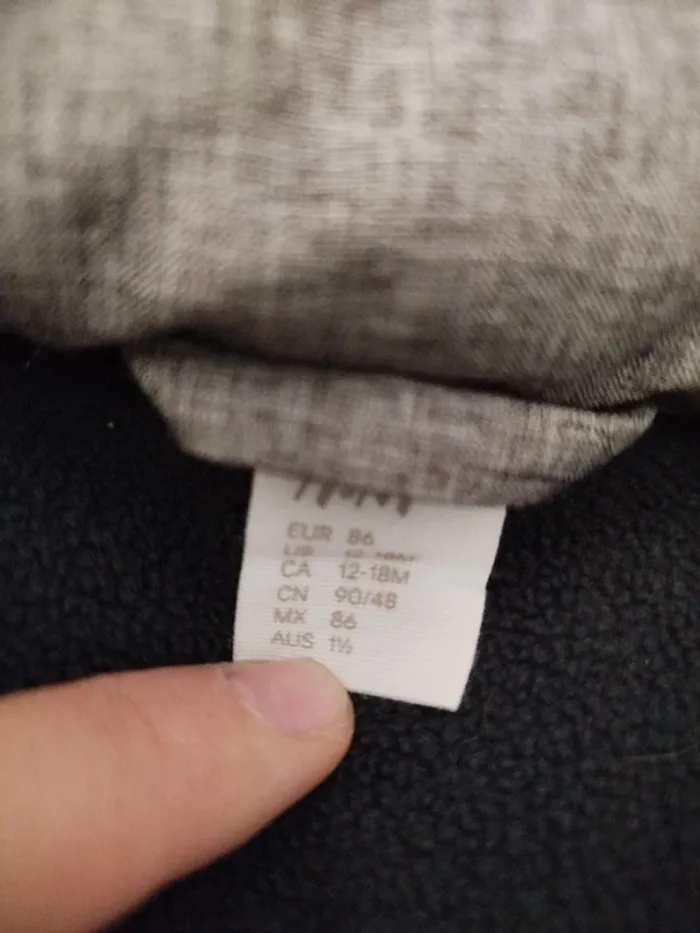 EUR 86
CA 12-18M
CN 90/48
MX 86
AUS 1½